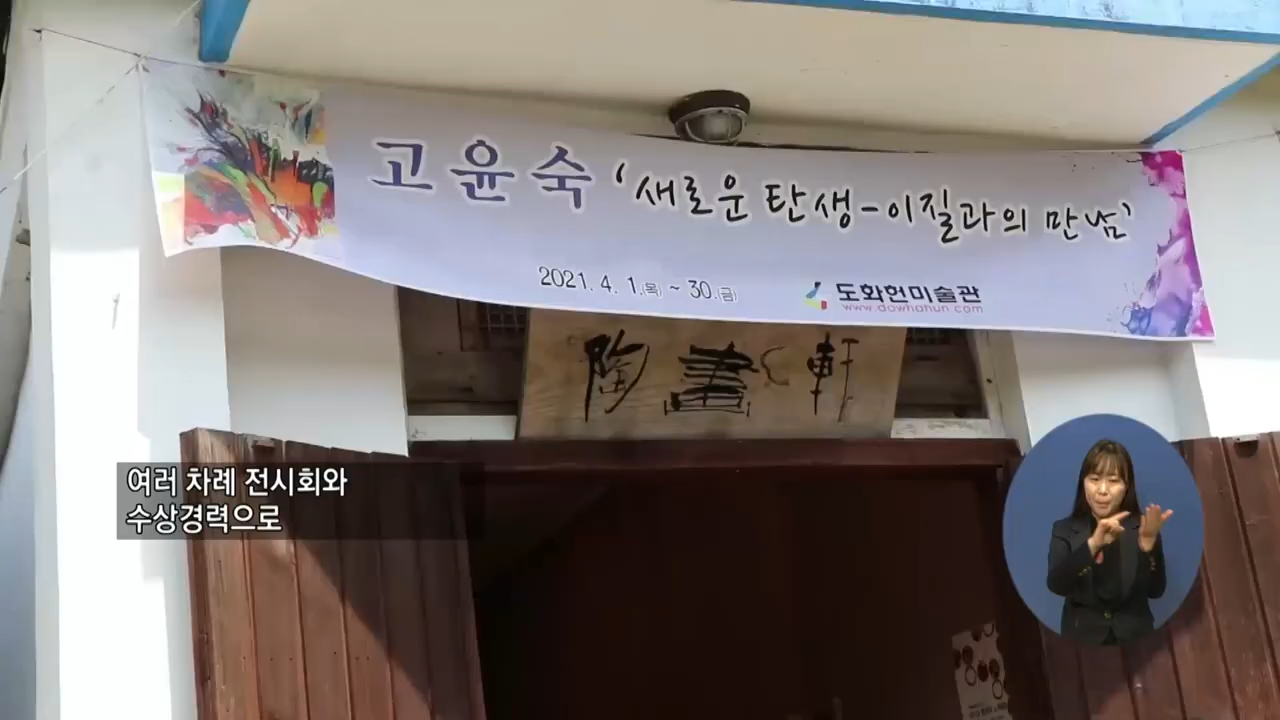 고윤숙 '새로운 탄생-이질과의 만남'
2021. 4. 1.(목) ~ 30.(금)
도화헌미술관
www.dowhahun.com
陶畵軒
여러 차례 전시회와
수상경력으로